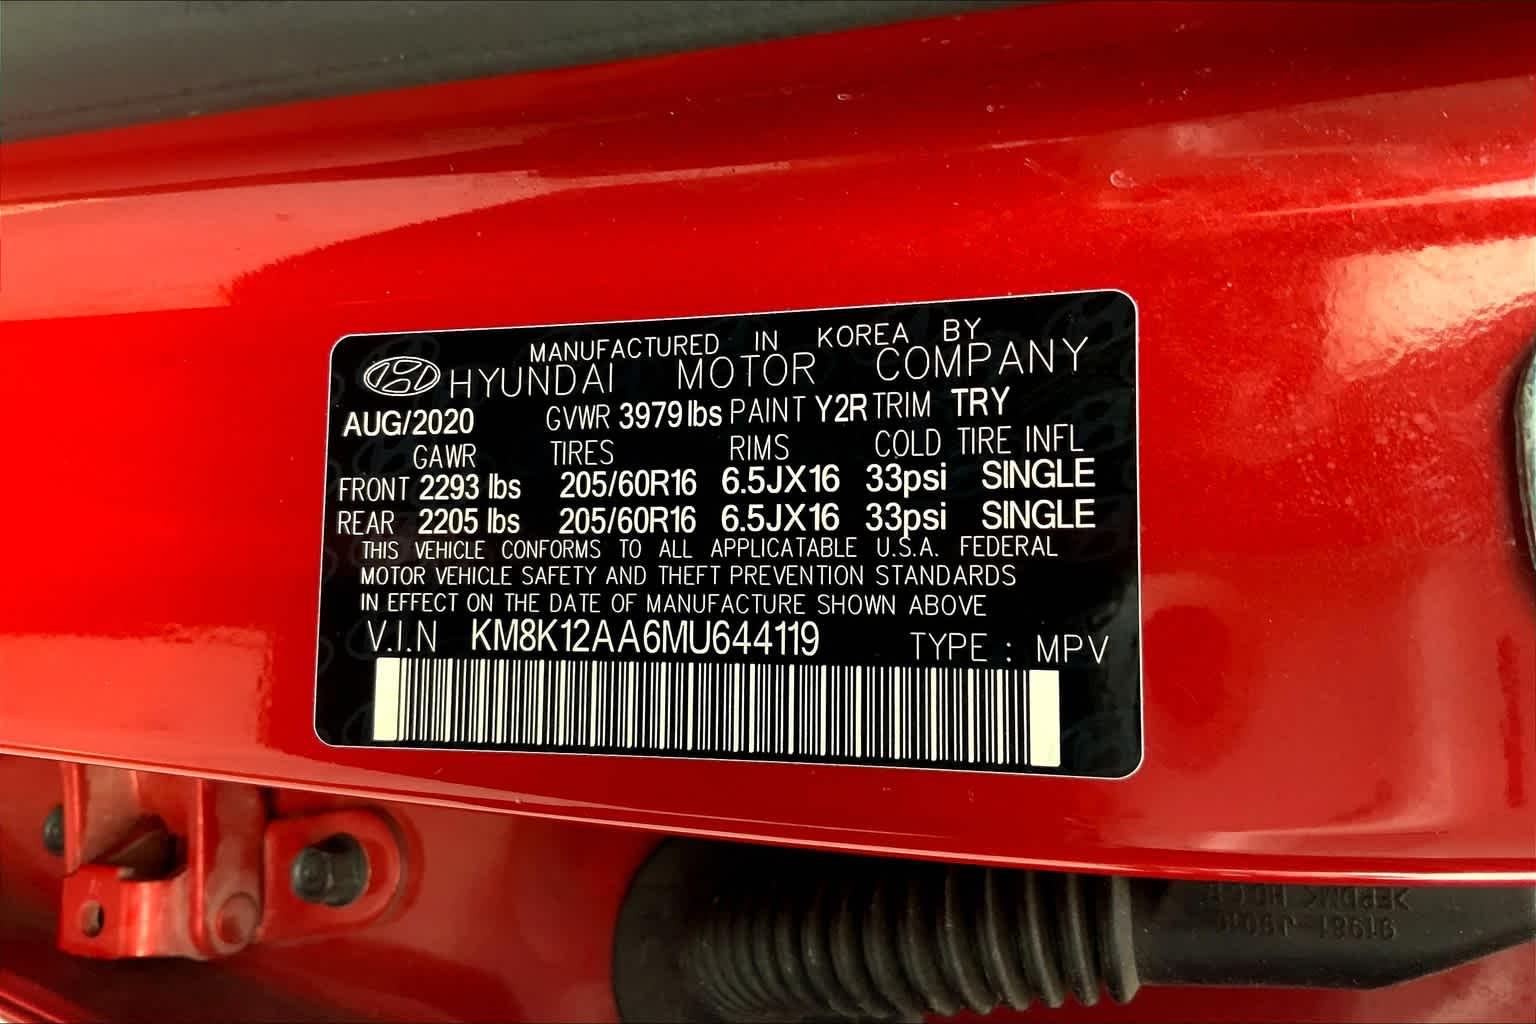 MANUFACTURED IN KOREA BY
HYUNDAI MOTOR COMPANY
AUG/2020 GVWR 3979lbs PAINT Y2R TRIM TRY
GAWR TIRES RIMS COLD TIRE INFL
FRONT 2293 lbs 205/60R16 6.5JX16 33psi SINGLE
REAR 2205 lbs 205/60R16 6.5JX16 33psi SINGLE
THIS VEHICLE CONFORMS TO ALL APPLICATABLE U.S.A. FEDERAL
MOTOR VEHICLE SAFETY AND THEFT PREVENTION STANDARDS
IN EFFECT ON THE DATE OF MANUFACTURE SHOWN ABOVE
V.I.N KM8K12AA6MU644119 TYPE : MPV